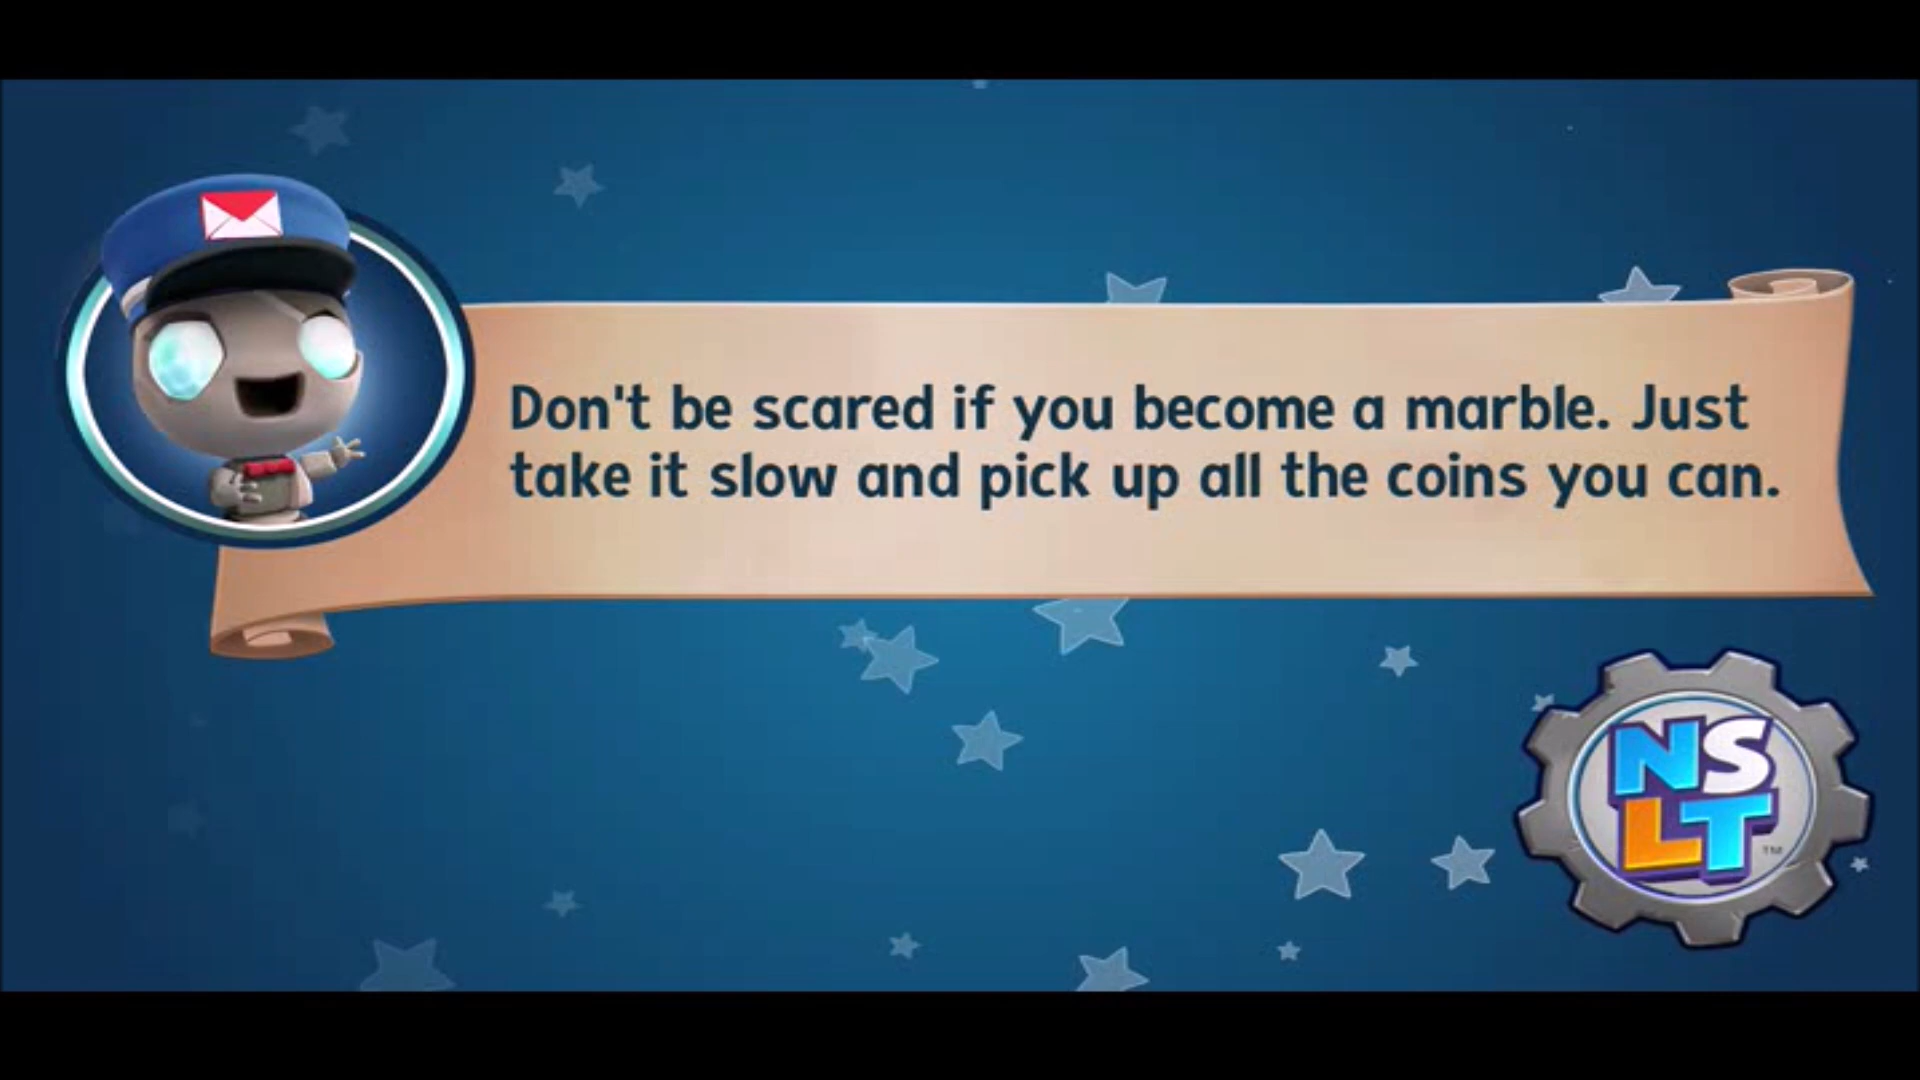 Don't be scared if you become a marble. Just
take it slow and pick up all the coins you can.
NS
LT
TM